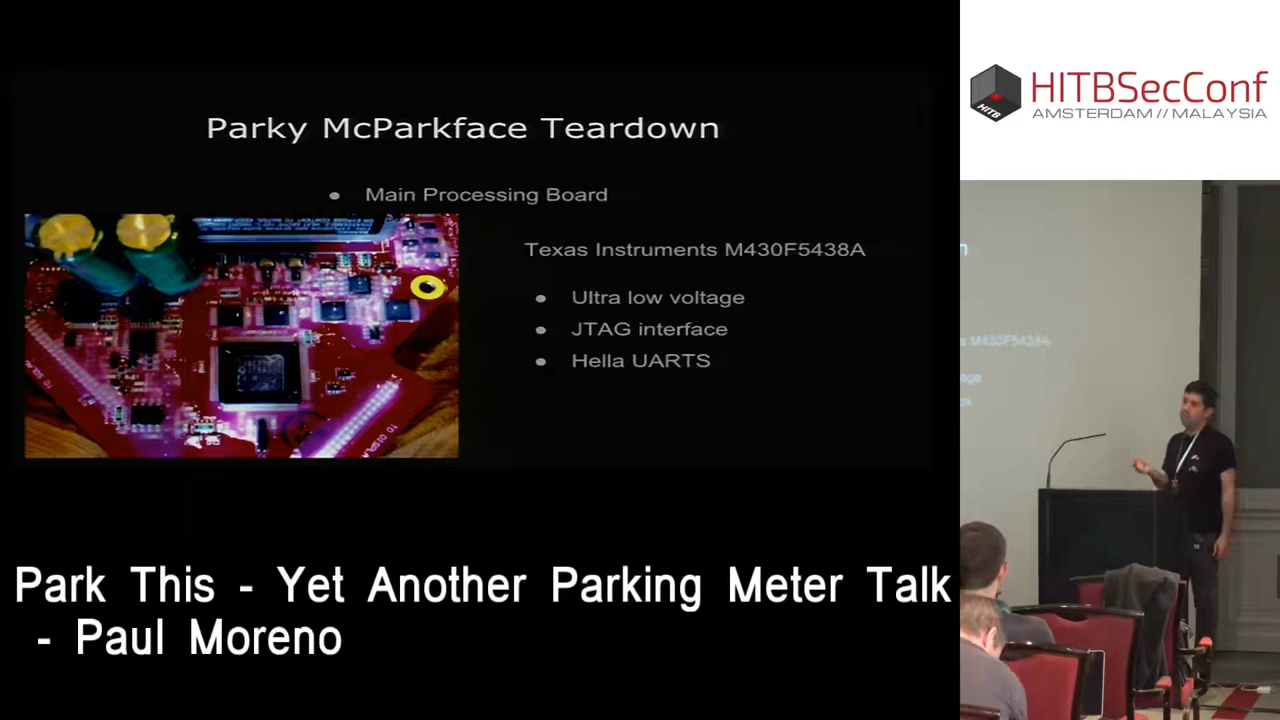 HITBSecConf
AMSTERDAM // MALAYSIA
HITB
Parky McParkface Teardown
● Main Processing Board
Texas Instruments M430F5438A
● Ultra low voltage
● JTAG interface
● Hella UARTS
Park This - Yet Another Parking Meter Talk
- Paul Moreno